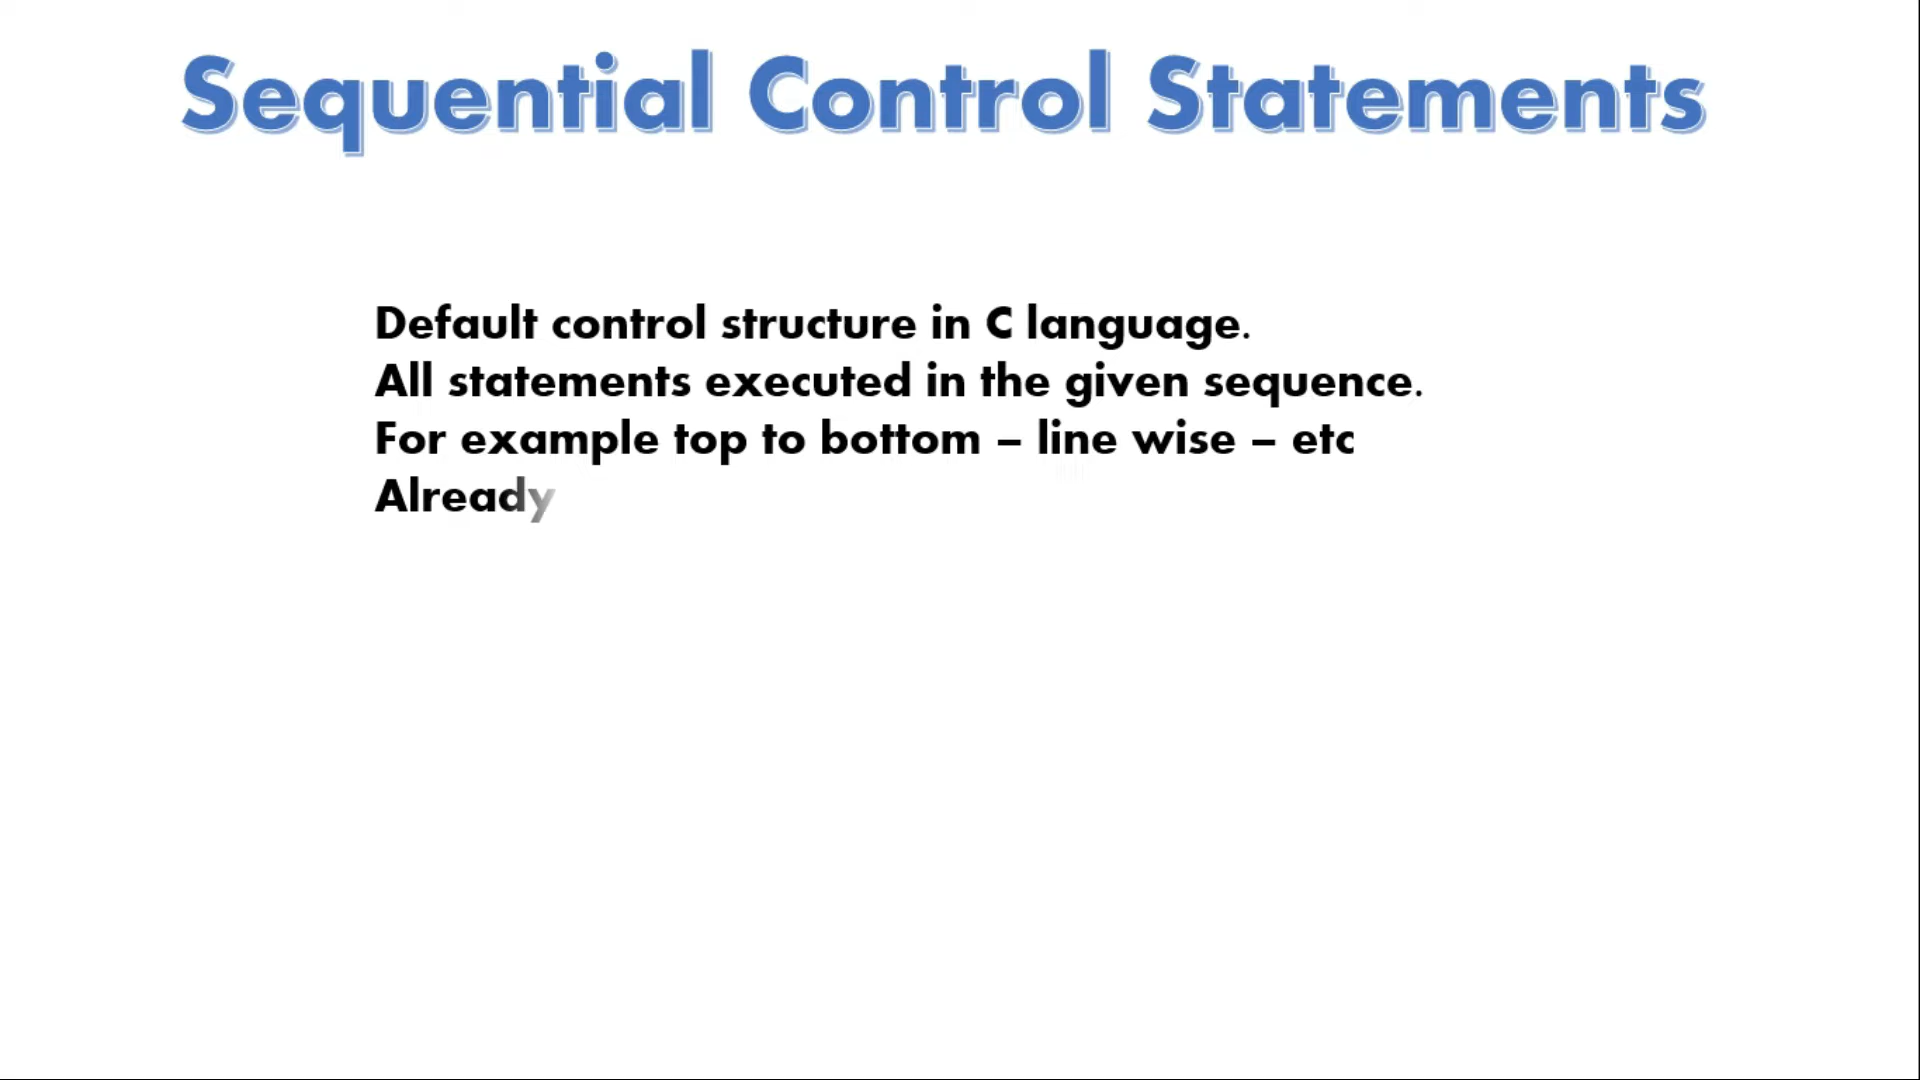 Sequential Control Statements
Default control structure in C language.
All statements executed in the given sequence.
For example top to bottom – line wise – etc
Already